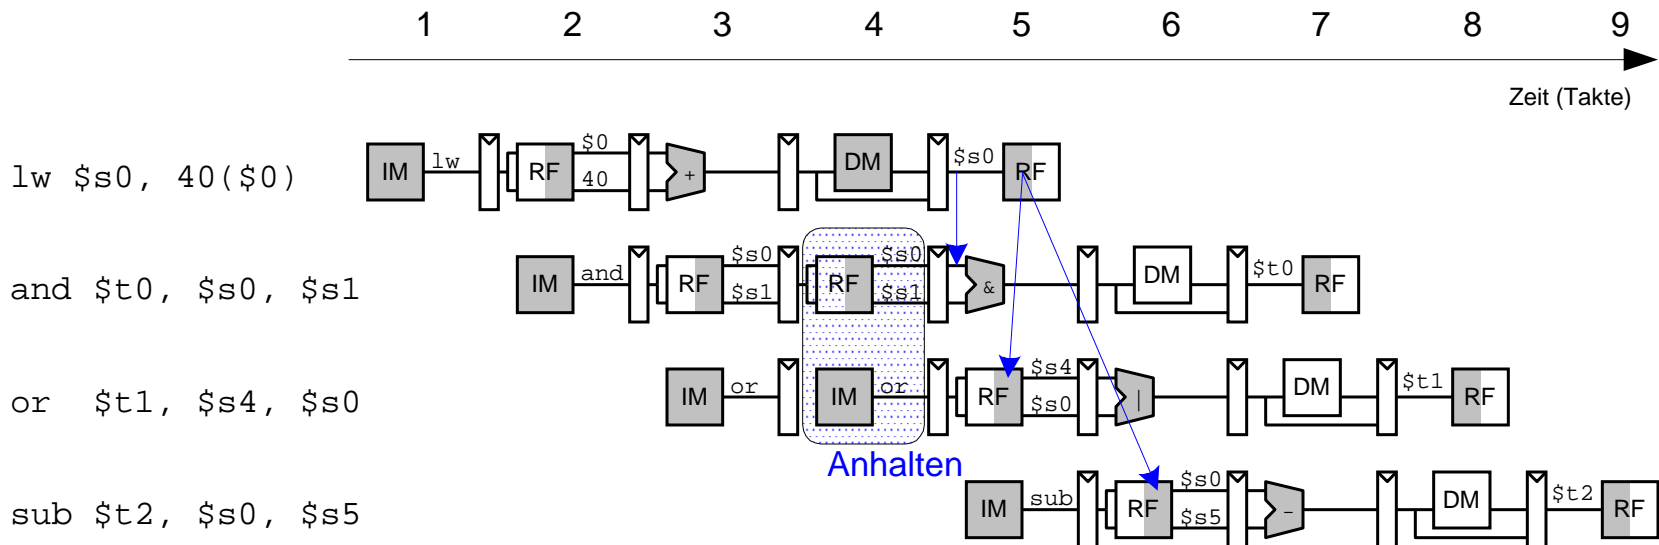 1 2 3 4 5 6 7 8 9
Zeit (Takte)
lw $s0, 40($0) IM lw RF $0 40 + DM $s0 RF
and $t0, $s0, $s1 IM and RF $s0 $s1 RF $s0 $s1 & DM $t0 RF
or $t1, $s4, $s0 IM or IM or RF $s4 $s0 | DM $t1 RF
Anhalten
sub $t2, $s0, $s5 IM sub RF $s0 $s5 - DM $t2 RF